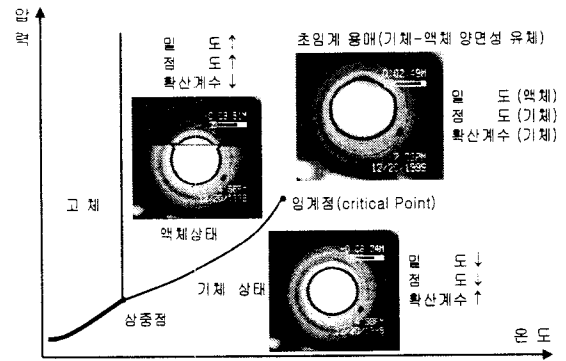 압력
밀 도 ↑
점 도 ↑
확산계수 ↓
초임계 용매(기체-액체 양면성 유체)
밀 도 (액체)
점 도 (기체)
확산계수 (기체)
12/20/1999
고 체
액체상태
임계점(critical Point)
기체 상태
밀 도 ↓
점 도 ↓
확산계수 ↑
상중점
온 도